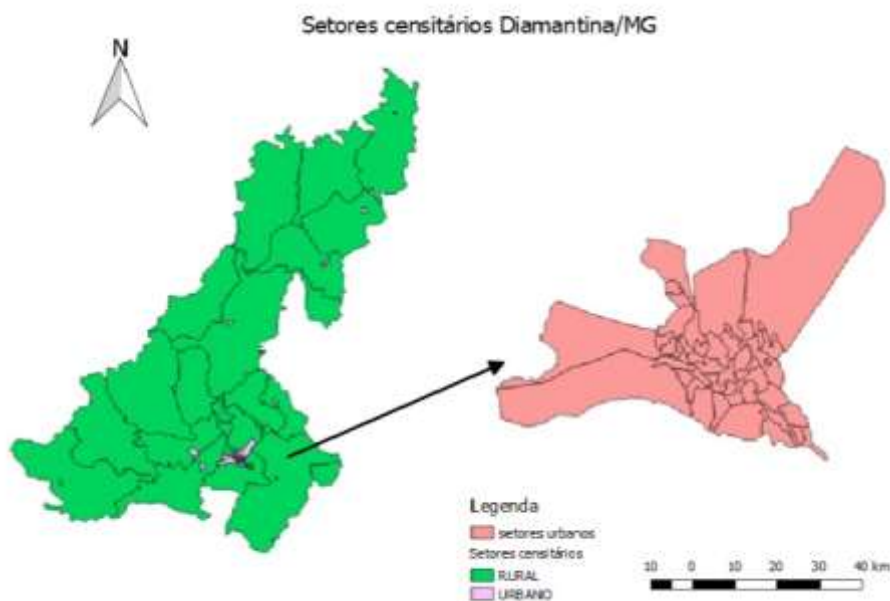 Setores censitários Diamantina/MG
N
Legenda
setores urbanos
Setores censitários
RURAL
URBANO
10 0 10 20 30 40 km